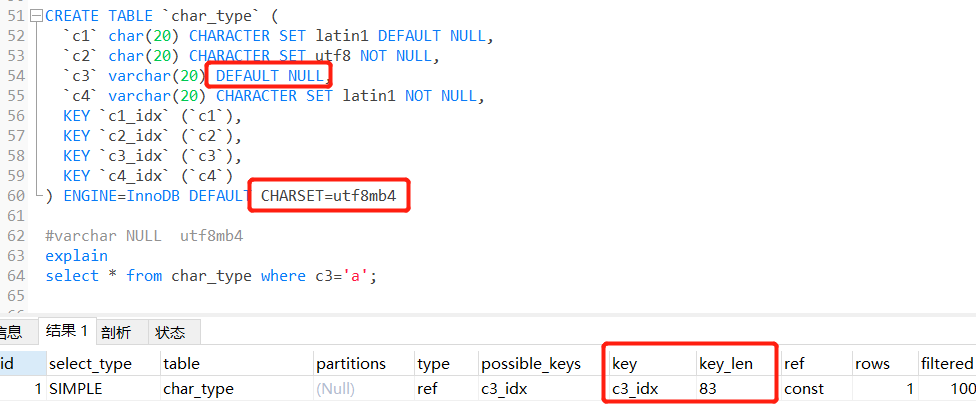 51 CREATE TABLE `char_type` (
52 `c1` char(20) CHARACTER SET latin1 DEFAULT NULL,
53 `c2` char(20) CHARACTER SET utf8 NOT NULL,
54 `c3` varchar(20) DEFAULT NULL,
55 `c4` varchar(20) CHARACTER SET latin1 NOT NULL,
56 KEY `c1_idx` (`c1`),
57 KEY `c2_idx` (`c2`),
58 KEY `c3_idx` (`c3`),
59 KEY `c4_idx` (`c4`)
60 ) ENGINE=InnoDB DEFAULT CHARSET=utf8mb4
61
62 #varchar NULL  utf8mb4
63 explain
64 select * from char_type where c3='a';
65
信息 结果 1 剖析 状态
id select_type table partitions type possible_keys key key_len ref rows filtered
1 SIMPLE char_type (Null) ref c3_idx c3_idx 83 const 1 100